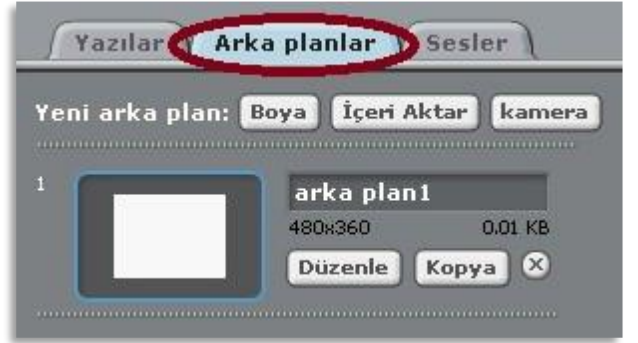 Yazılar Arka planlar Sesler
Yeni arka plan: Boya İçeri Aktar kamera
1
arka plan1
480x360 0.01 KB
Düzenle Kopya X